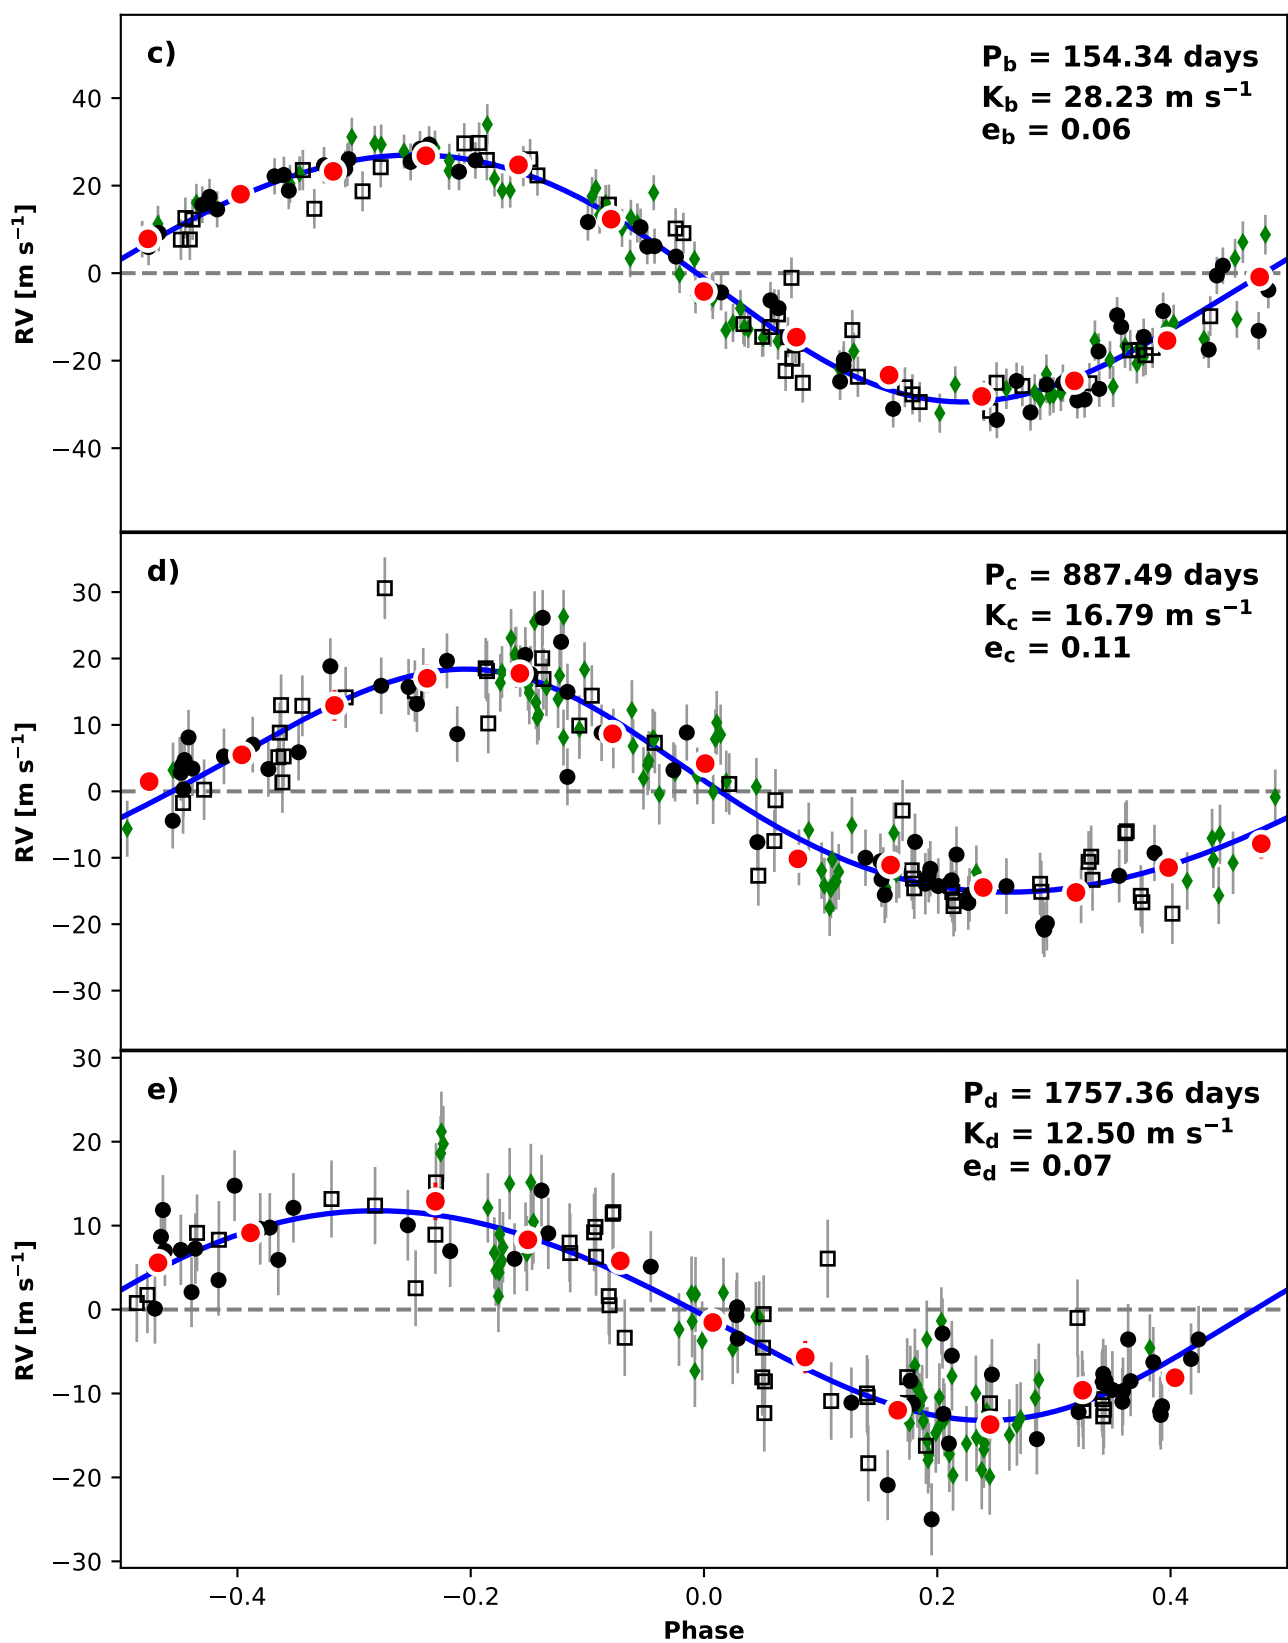 c)
P_b = 154.34 days
K_b = 28.23 m s⁻¹
e_b = 0.06
40
20
0
−20
−40
RV [m s⁻¹]
d)
P_c = 887.49 days
K_c = 16.79 m s⁻¹
e_c = 0.11
30
20
10
0
−10
−20
−30
RV [m s⁻¹]
e)
P_d = 1757.36 days
K_d = 12.50 m s⁻¹
e_d = 0.07
30
20
10
0
−10
−20
−30
RV [m s⁻¹]
−0.4 −0.2 0.0 0.2 0.4
Phase